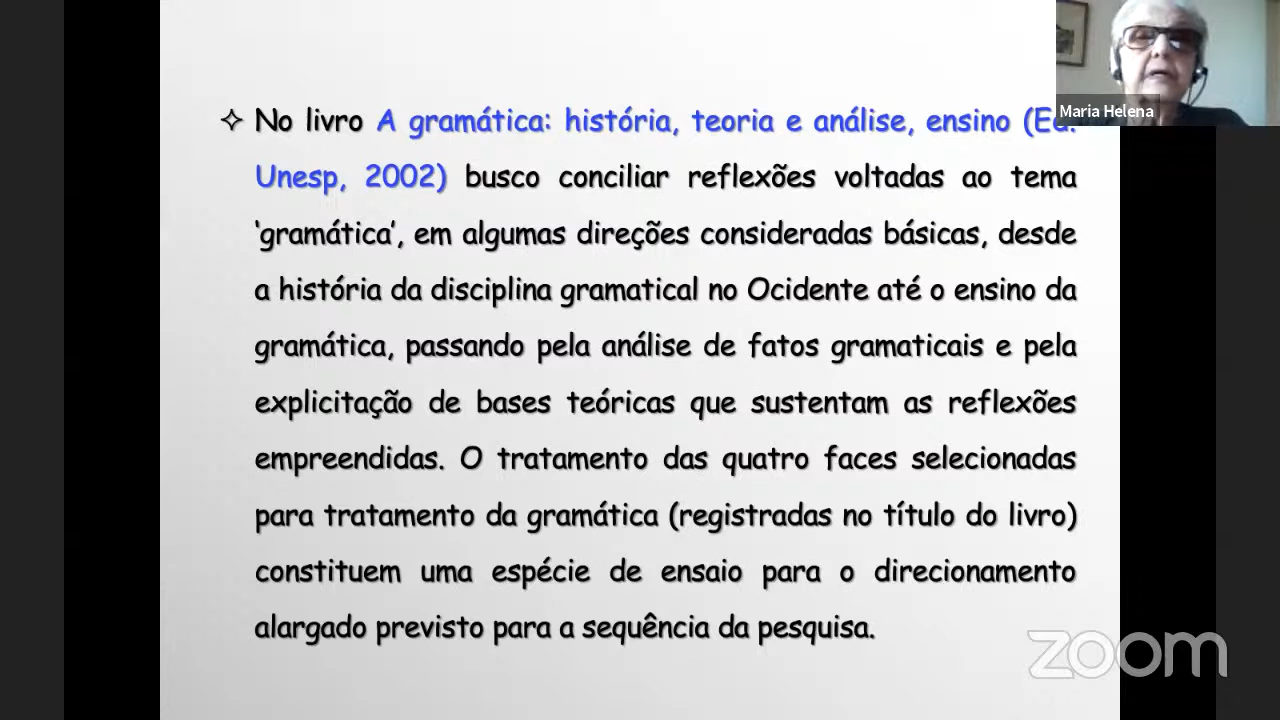 No livro A gramática: história, teoria e análise, ensino (Ed.
Unesp, 2002) busco conciliar reflexões voltadas ao tema
‘gramática’, em algumas direções consideradas básicas, desde
a história da disciplina gramatical no Ocidente até o ensino da
gramática, passando pela análise de fatos gramaticais e pela
explicitação de bases teóricas que sustentam as reflexões
empreendidas. O tratamento das quatro faces selecionadas
para tratamento da gramática (registradas no título do livro)
constituem uma espécie de ensaio para o direcionamento
alargado previsto para a sequência da pesquisa.
Maria Helena
zoom